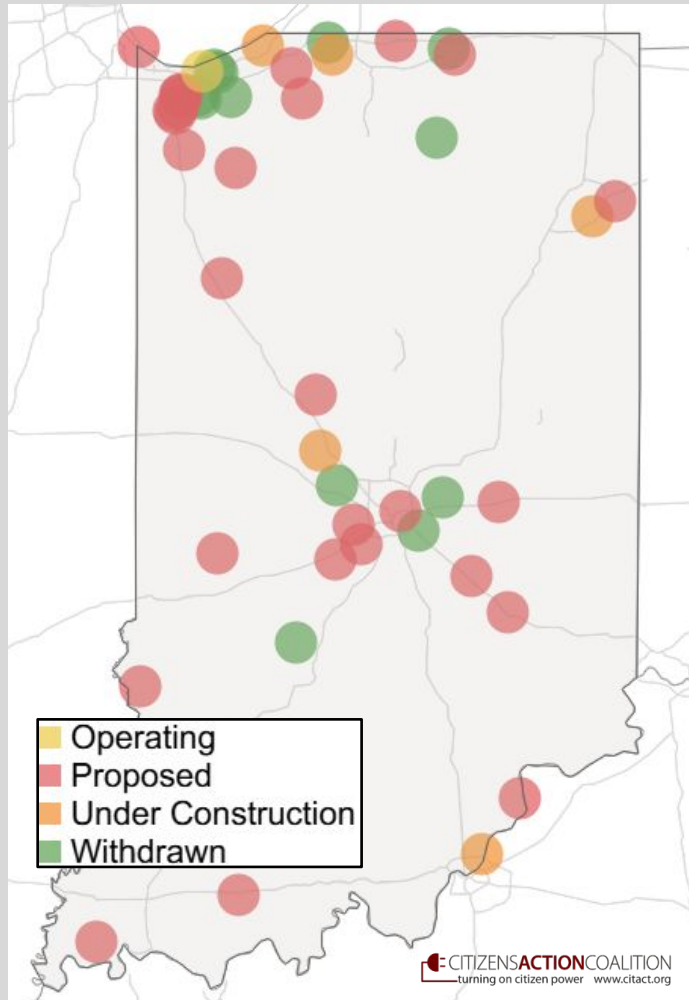 Operating
Proposed
Under Construction
Withdrawn
CITIZENSACTIONCOALITION
turning on citizen power www.citact.org